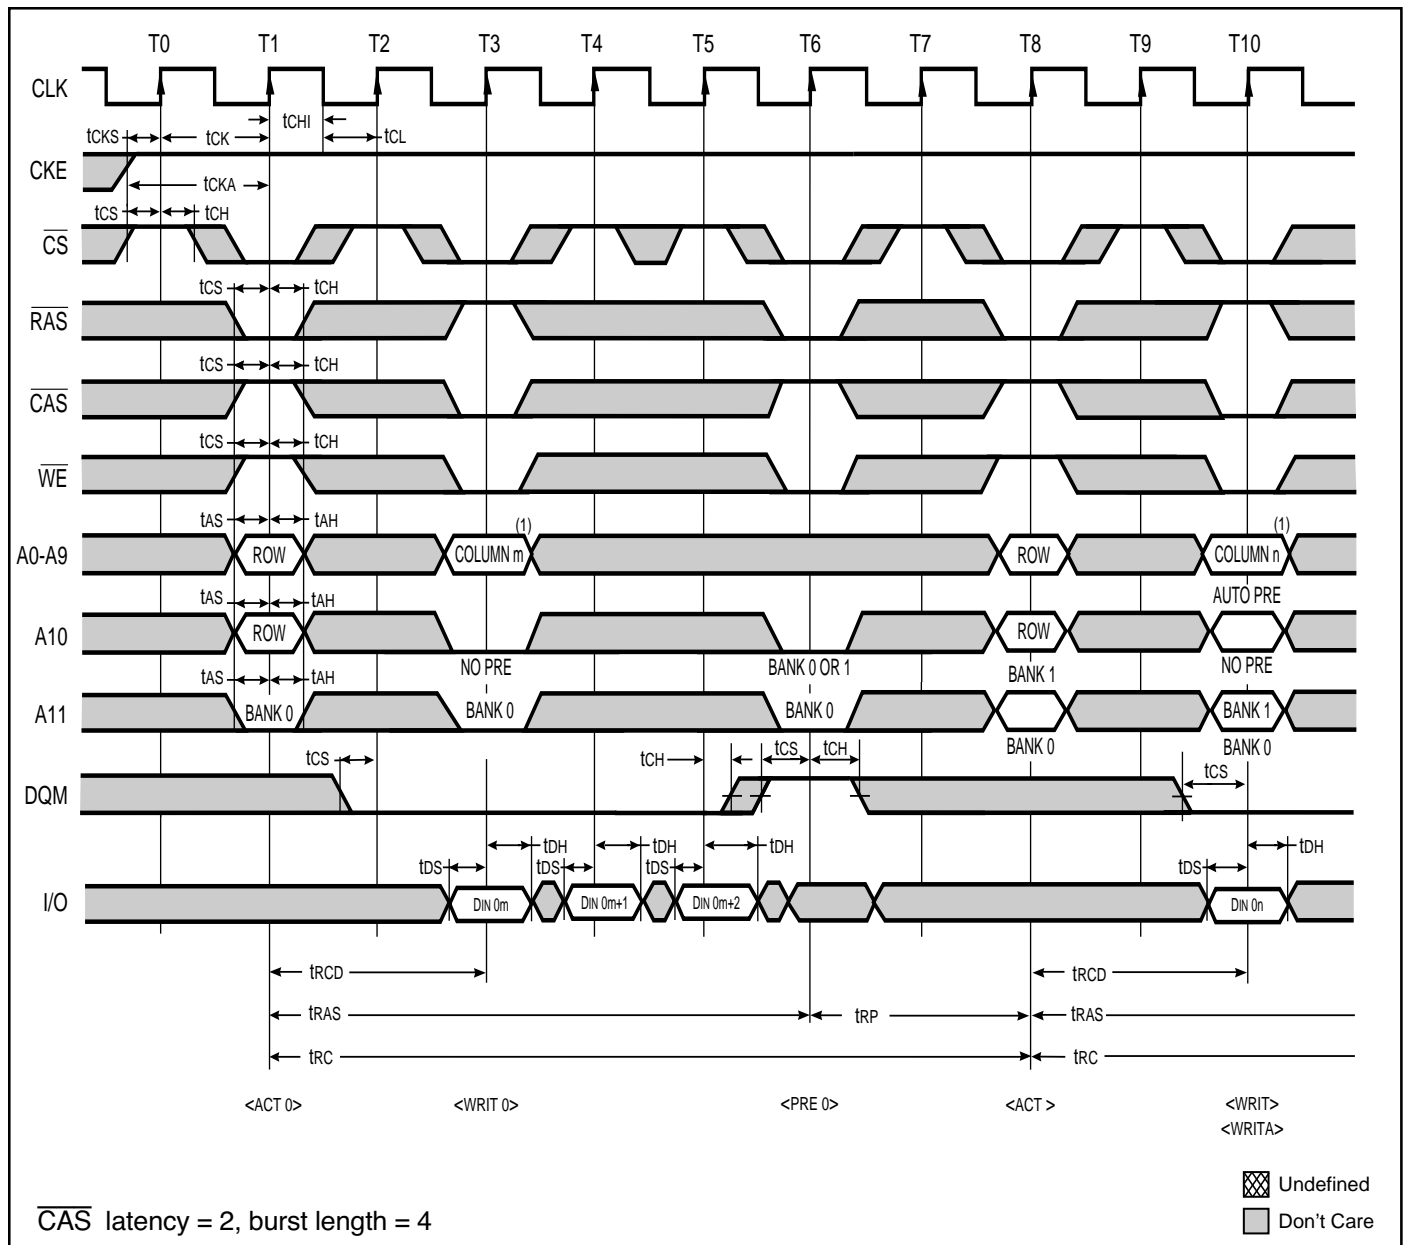 T0 T1 T2 T3 T4 T5 T6 T7 T8 T9 T10
CLK
tCHI
tCKS tCK tCL
CKE
tCKA
tCS tCH
CS
tCS tCH
RAS
tCS tCH
CAS
tCS tCH
WE
tAS tAH (1) (1)
A0-A9 ROW COLUMN m ROW COLUMN n
tAS tAH AUTO PRE
A10 ROW ROW
NO PRE BANK 0 OR 1 BANK 1 NO PRE
tAS tAH
A11 BANK 0 BANK 0 BANK 0 BANK 1
BANK 0 BANK 0
tCS tCH tCS tCH tCS
DQM
tDH tDH tDH tDH
tDS tDS tDS tDS
I/O DIN 0m DIN 0m+1 DIN 0m+2 DIN 0n
tRCD tRCD
tRAS tRP tRAS
tRC tRC
<ACT 0> <WRIT 0> <PRE 0> <ACT > <WRIT>
<WRITA>
Undefined
CAS latency = 2, burst length = 4 Don't Care